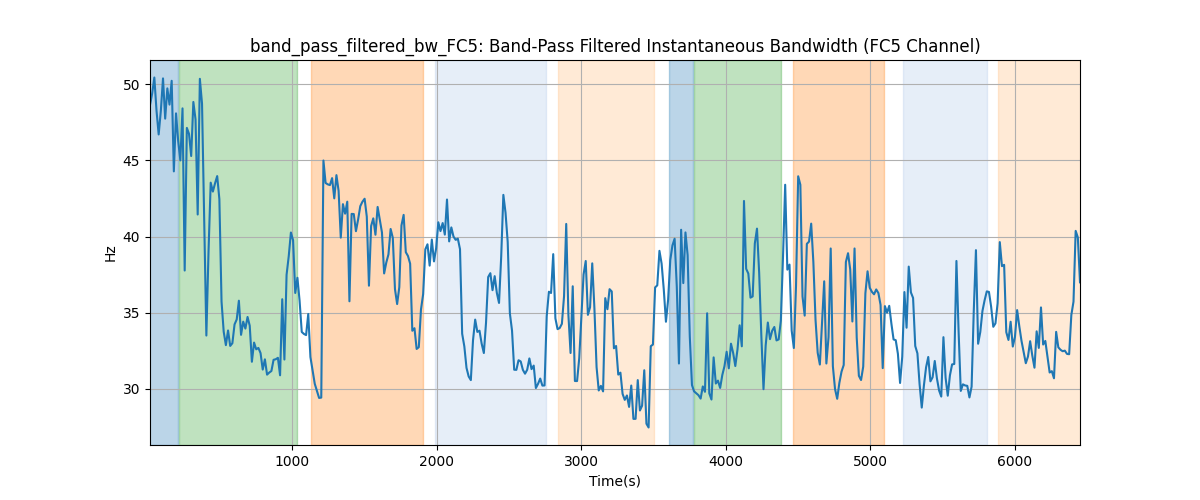 band_pass_filtered_bw_FC5: Band-Pass Filtered Instantaneous Bandwidth (FC5 Channel)
50
45
40
35
30
Hz
1000 2000 3000 4000 5000 6000
Time(s)